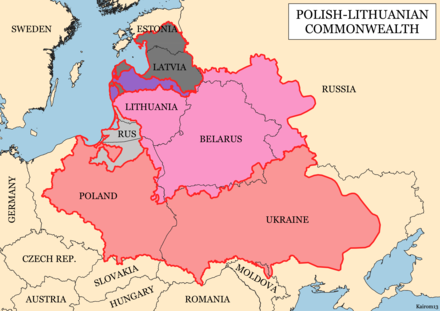 POLISH-LITHUANIAN
COMMONWEALTH
SWEDEN
ESTONIA
LATVIA
RUSSIA
LITHUANIA
RUS
BELARUS
GERMANY
POLAND
UKRAINE
CZECH REP.
SLOVAKIA
MOLDOVA
AUSTRIA
HUNGARY
ROMANIA
Kairom13